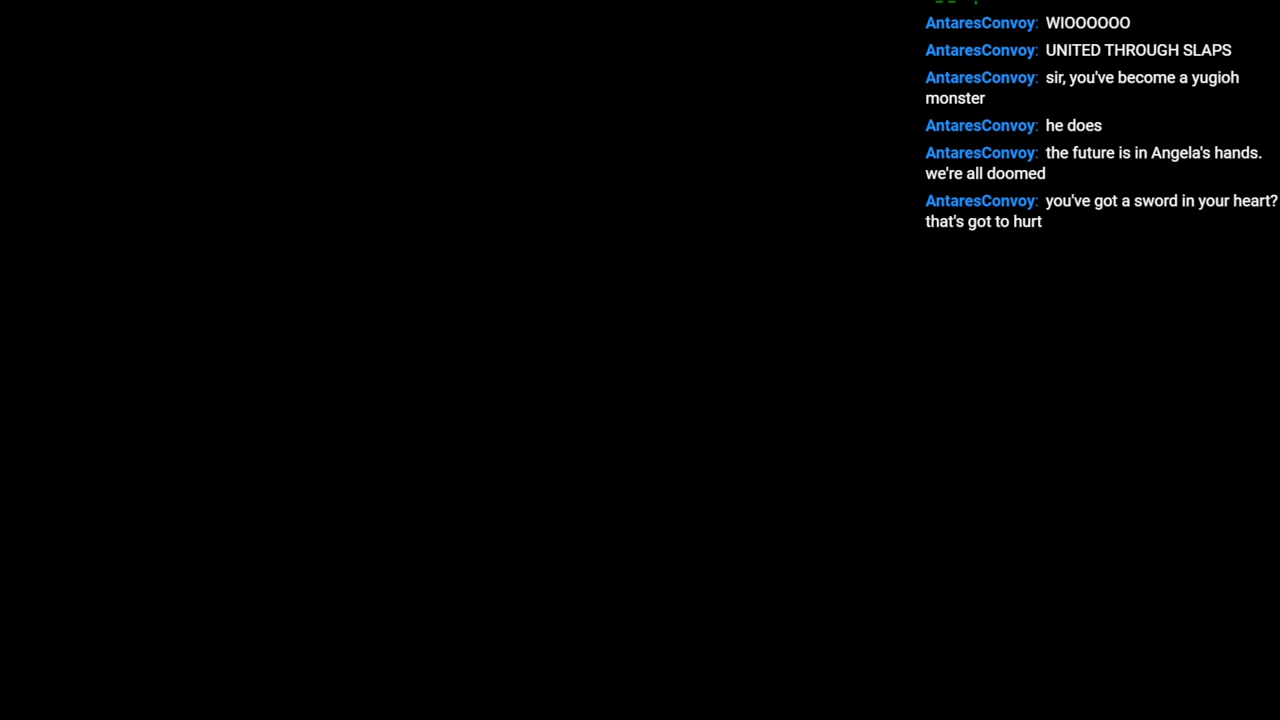 AntaresConvoy: WIOOOOOO
AntaresConvoy: UNITED THROUGH SLAPS
AntaresConvoy: sir, you've become a yugioh
monster
AntaresConvoy: he does
AntaresConvoy: the future is in Angela's hands.
we're all doomed
AntaresConvoy: you've got a sword in your heart?
that's got to hurt